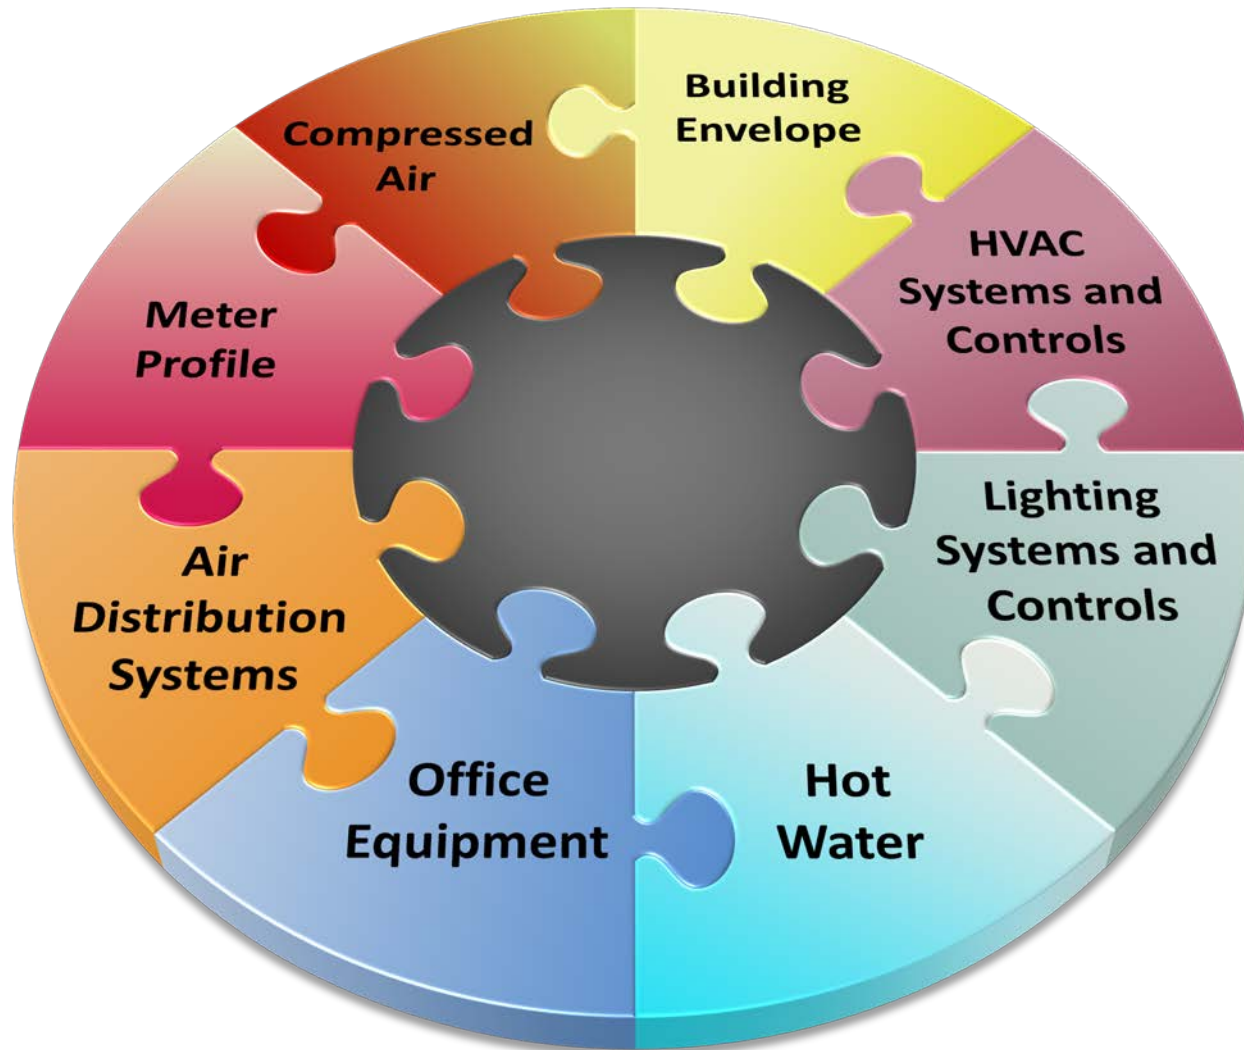 Building
Envelope
HVAC
Systems and
Controls
Lighting
Systems and
Controls
Hot
Water
Office
Equipment
Air
Distribution
Systems
Meter
Profile
Compressed
Air